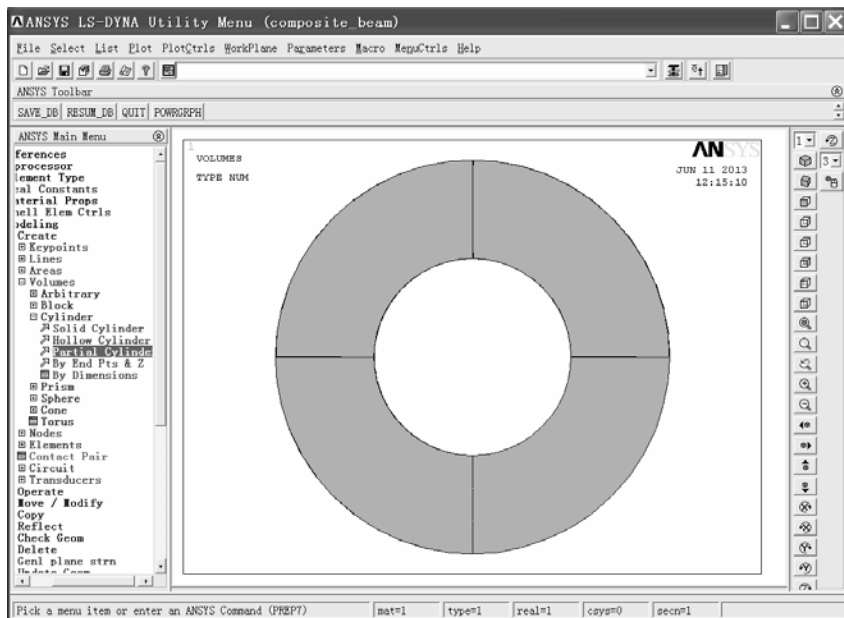 ANSYS LS-DYNA Utility Menu (composite_beam)
File Select List Plot PlotCtrls WorkPlane Parameters Macro MenuCtrls Help
ANSYS Toolbar
SAVE_DB RESUM_DB QUIT POWRGRPH
ANSYS Main Menu
ferences
processor
lement Type
al Constants
aterial Props
hell Elem Ctrls
odeling
Create
Keypoints
Lines
Areas
Volumes
Arbitrary
Block
Cylinder
Solid Cylinder
Hollow Cylinder
Partial Cylinde
By End Pts & Z
By Dimensions
Prism
Sphere
Cone
Torus
Nodes
Elements
Contact Pair
Circuit
Transducers
Operate
Move / Modify
Copy
Reflect
Check Geom
Delete
Genl plane strn
Update Geom
1
VOLUMES
TYPE NUM
ANSYS
JUN 11 2013
12:15:10
1
3
Pick a menu item or enter an ANSYS Command (PREP7) mat=1 type=1 real=1 csys=0 secn=1